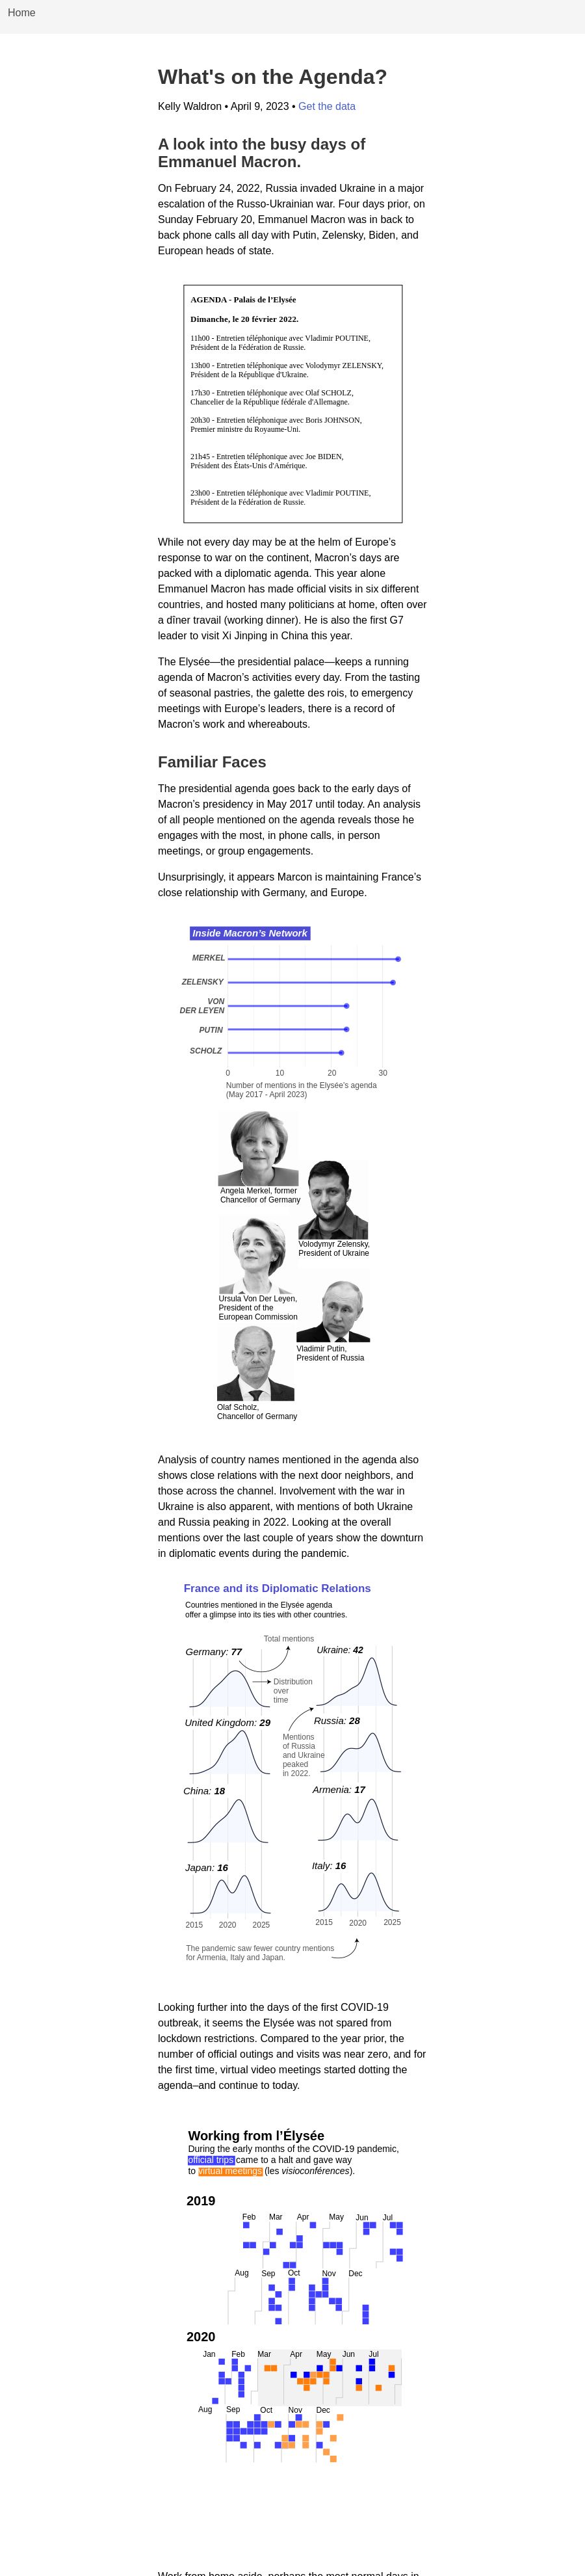 Home
What's on the Agenda?
Kelly Waldron • April 9, 2023 • Get the data
A look into the busy days of
Emmanuel Macron.
On February 24, 2022, Russia invaded Ukraine in a major
escalation of the Russo-Ukrainian war. Four days prior, on
Sunday February 20, Emmanuel Macron was in back to
back phone calls all day with Putin, Zelensky, Biden, and
European heads of state.
AGENDA - Palais de l’Elysée
Dimanche, le 20 février 2022.
11h00 - Entretien téléphonique avec Vladimir POUTINE,
Président de la Fédération de Russie.
13h00 - Entretien téléphonique avec Volodymyr ZELENSKY,
Président de la République d'Ukraine.
17h30 - Entretien téléphonique avec Olaf SCHOLZ,
Chancelier de la République fédérale d'Allemagne.
20h30 - Entretien téléphonique avec Boris JOHNSON,
Premier ministre du Royaume-Uni.
21h45 - Entretien téléphonique avec Joe BIDEN,
Président des États-Unis d'Amérique.
23h00 - Entretien téléphonique avec Vladimir POUTINE,
Président de la Fédération de Russie.
While not every day may be at the helm of Europe’s
response to war on the continent, Macron’s days are
packed with a diplomatic agenda. This year alone
Emmanuel Macron has made official visits in six different
countries, and hosted many politicians at home, often over
a dîner travail (working dinner). He is also the first G7
leader to visit Xi Jinping in China this year.
The Elysée—the presidential palace—keeps a running
agenda of Macron’s activities every day. From the tasting
of seasonal pastries, the galette des rois, to emergency
meetings with Europe’s leaders, there is a record of
Macron’s work and whereabouts.
Familiar Faces
The presidential agenda goes back to the early days of
Macron’s presidency in May 2017 until today. An analysis
of all people mentioned on the agenda reveals those he
engages with the most, in phone calls, in person
meetings, or group engagements.
Unsurprisingly, it appears Marcon is maintaining France’s
close relationship with Germany, and Europe.
Inside Macron’s Network
MERKEL
ZELENSKY
VON
DER LEYEN
PUTIN
SCHOLZ
0 10 20 30
Number of mentions in the Elysée's agenda
(May 2017 - April 2023)
Angela Merkel, former
Chancellor of Germany
Volodymyr Zelensky,
President of Ukraine
Ursula Von Der Leyen,
President of the
European Commission
Vladimir Putin,
President of Russia
Olaf Scholz,
Chancellor of Germany
Analysis of country names mentioned in the agenda also
shows close relations with the next door neighbors, and
those across the channel. Involvement with the war in
Ukraine is also apparent, with mentions of both Ukraine
and Russia peaking in 2022. Looking at the overall
mentions over the last couple of years show the downturn
in diplomatic events during the pandemic.
France and its Diplomatic Relations
Countries mentioned in the Elysée agenda
offer a glimpse into its ties with other countries.
Total mentions
Germany: 77
Ukraine: 42
Distribution
over
time
United Kingdom: 29
Russia: 28
Mentions
of Russia
and Ukraine
peaked
in 2022.
China: 18
Armenia: 17
Japan: 16
Italy: 16
2015 2020 2025
2015 2020 2025
The pandemic saw fewer country mentions
for Armenia, Italy and Japan.
Looking further into the days of the first COVID-19
outbreak, it seems the Elysée was not spared from
lockdown restrictions. Compared to the year prior, the
number of official outings and visits was near zero, and for
the first time, virtual video meetings started dotting the
agenda–and continue to today.
Working from l’Élysée
During the early months of the COVID-19 pandemic,
official trips came to a halt and gave way
to virtual meetings (les visioconférences).
2019
Feb Mar Apr May Jun Jul
Aug Sep Oct Nov Dec
2020
Jan Feb Mar Apr May Jun Jul
Aug Sep Oct Nov Dec
Work from home aside, perhaps the most normal days in